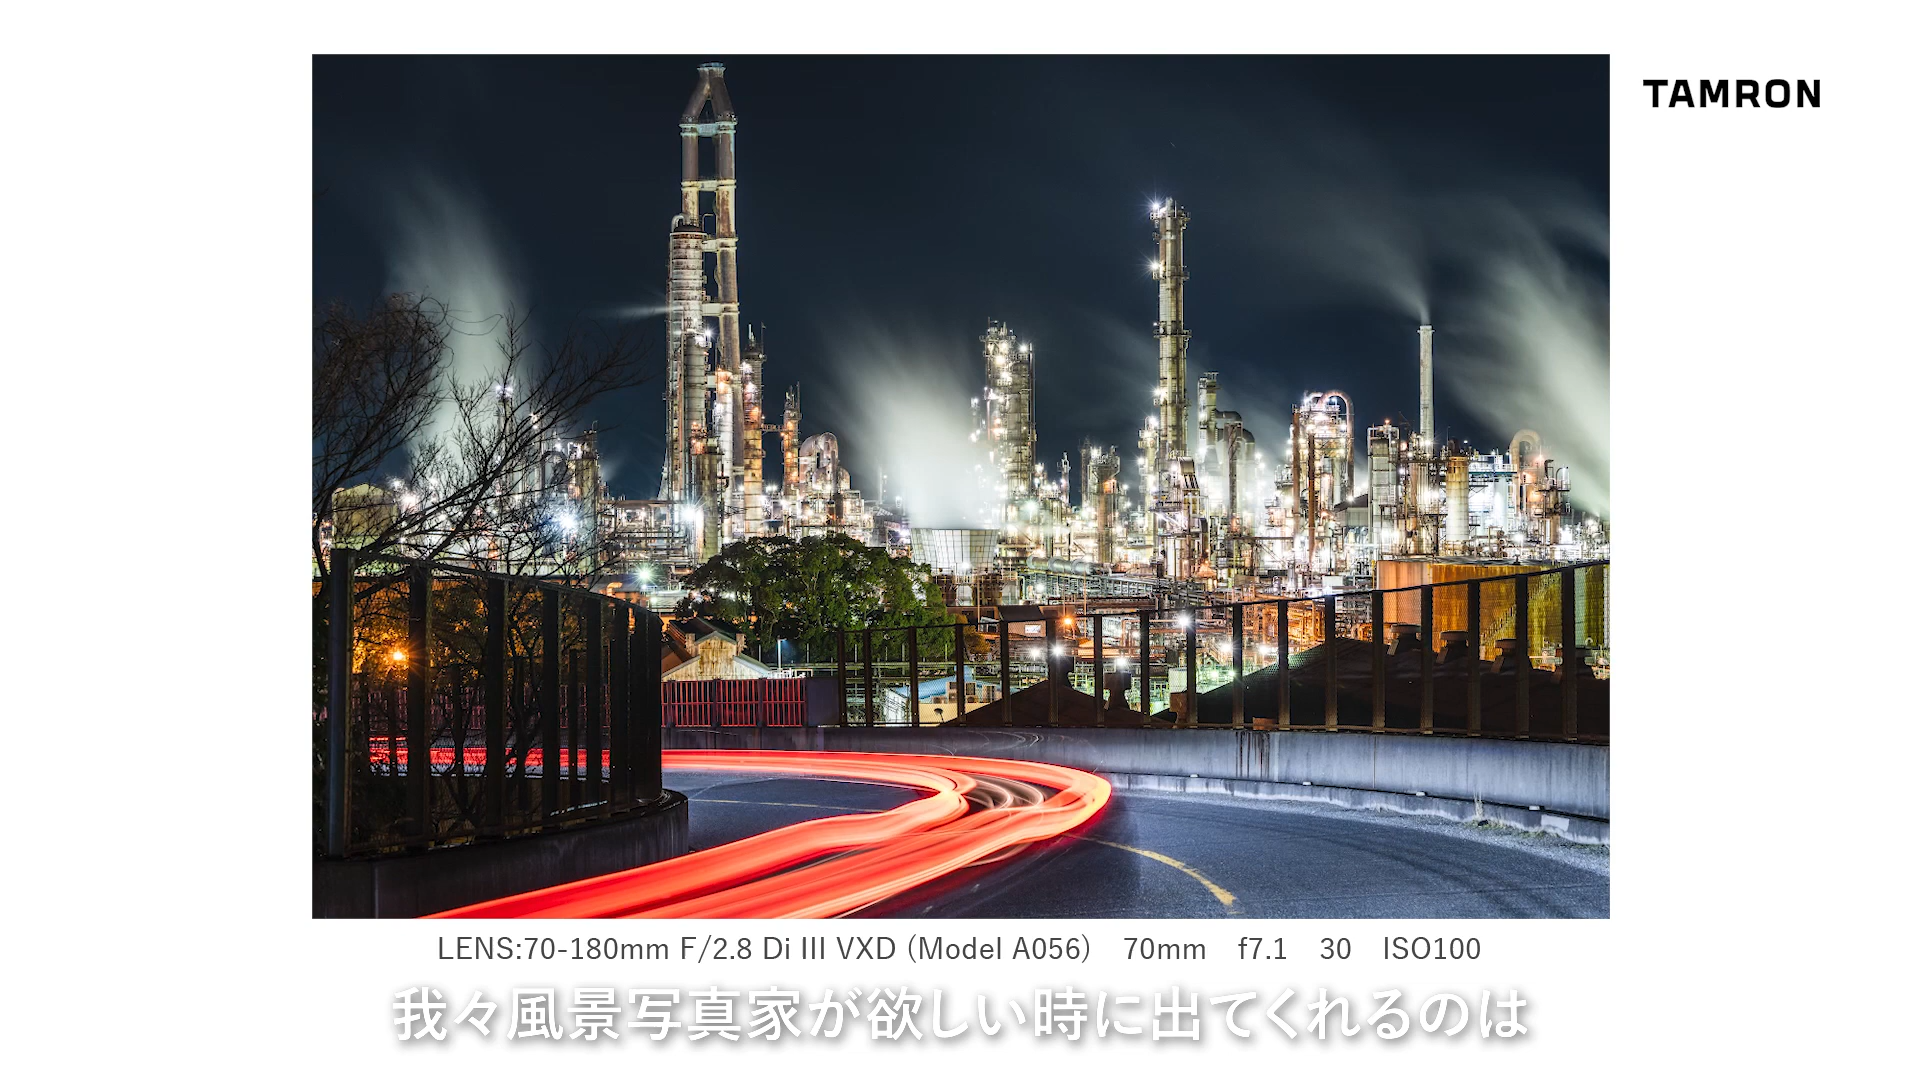 TAMRON
LENS:70-180mm F/2.8 Di III VXD (Model A056) 70mm f7.1 30 ISO100
我々風景写真家が欲しい時に出てくれるのは